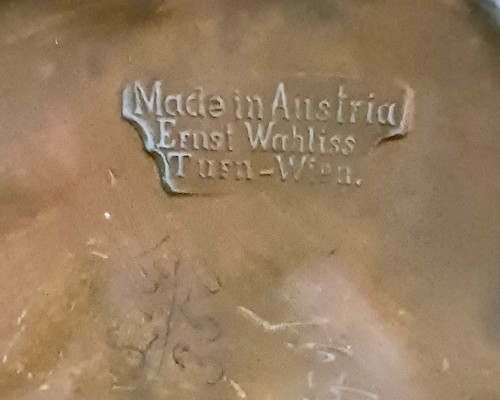 Made in Austria
Ernst Wahliss
Turn-Wien.